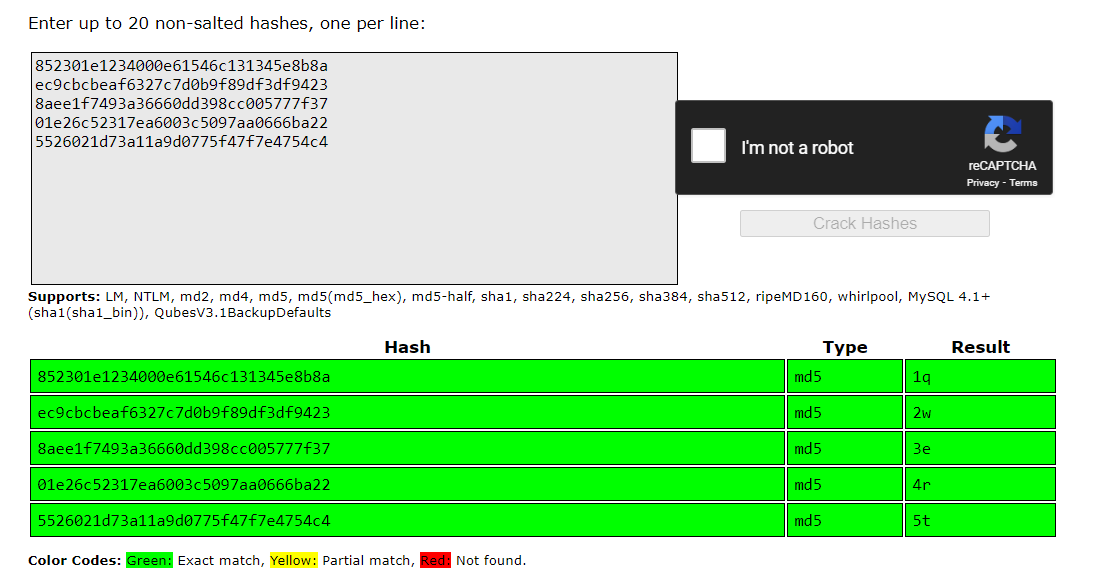 Enter up to 20 non-salted hashes, one per line:
852301e1234000e61546c131345e8b8a
ec9cbcbeaf6327c7d0b9f89df3df9423
8aee1f7493a36660dd398cc005777f37
01e26c52317ea6003c5097aa0666ba22
5526021d73a11a9d0775f47f7e4754c4
I'm not a robot
reCAPTCHA
Privacy - Terms
Crack Hashes
Supports: LM, NTLM, md2, md4, md5, md5(md5_hex), md5-half, sha1, sha224, sha256, sha384, sha512, ripeMD160, whirlpool, MySQL 4.1+
(sha1(sha1_bin)), QubesV3.1BackupDefaults
Hash Type Result
852301e1234000e61546c131345e8b8a md5 1q
ec9cbcbeaf6327c7d0b9f89df3df9423 md5 2w
8aee1f7493a36660dd398cc005777f37 md5 3e
01e26c52317ea6003c5097aa0666ba22 md5 4r
5526021d73a11a9d0775f47f7e4754c4 md5 5t
Color Codes: Green: Exact match, Yellow: Partial match, Red: Not found.